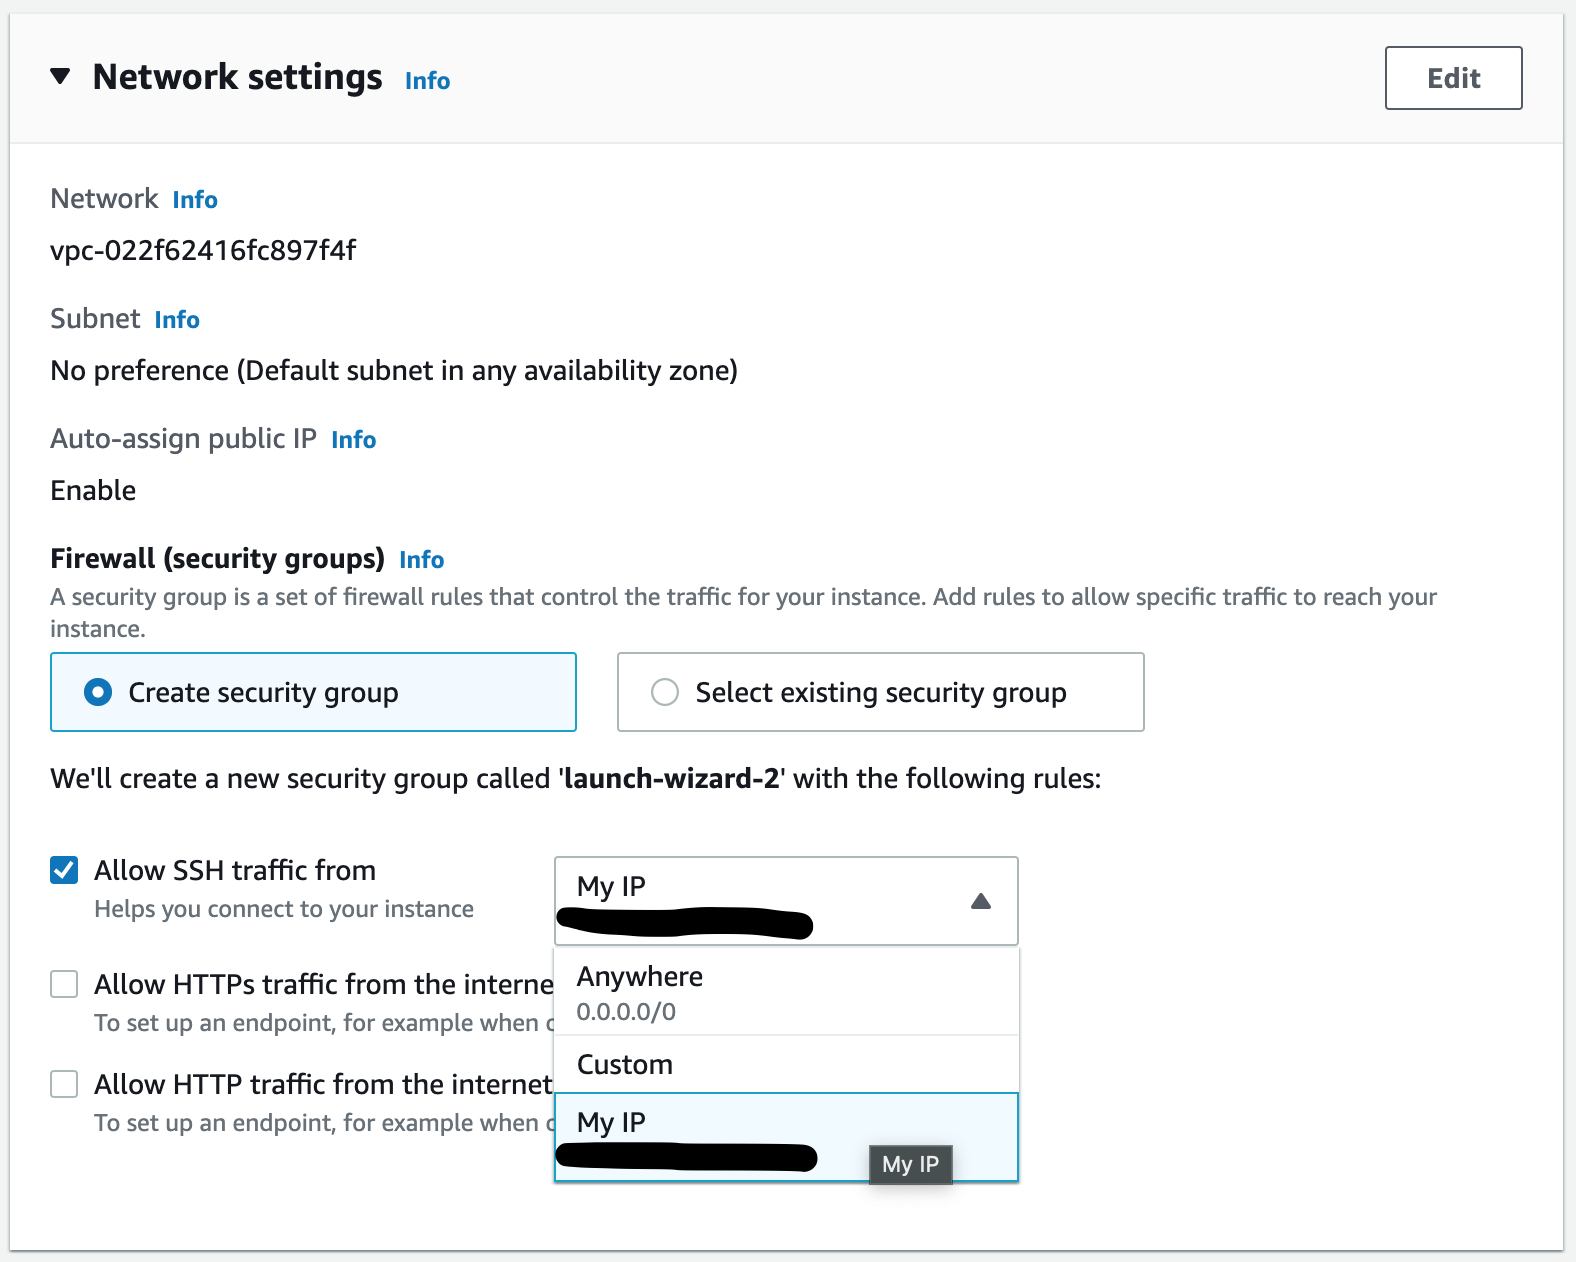 Network settings Info
Edit
Network Info
vpc-022f62416fc897f4f
Subnet Info
No preference (Default subnet in any availability zone)
Auto-assign public IP Info
Enable
Firewall (security groups) Info
A security group is a set of firewall rules that control the traffic for your instance. Add rules to allow specific traffic to reach your
instance.
Create security group
Select existing security group
We'll create a new security group called 'launch-wizard-2' with the following rules:
Allow SSH traffic from
Helps you connect to your instance
My IP
Allow HTTPs traffic from the interne
To set up an endpoint, for example when
Allow HTTP traffic from the internet
To set up an endpoint, for example when
Anywhere
0.0.0.0/0
Custom
My IP
My IP